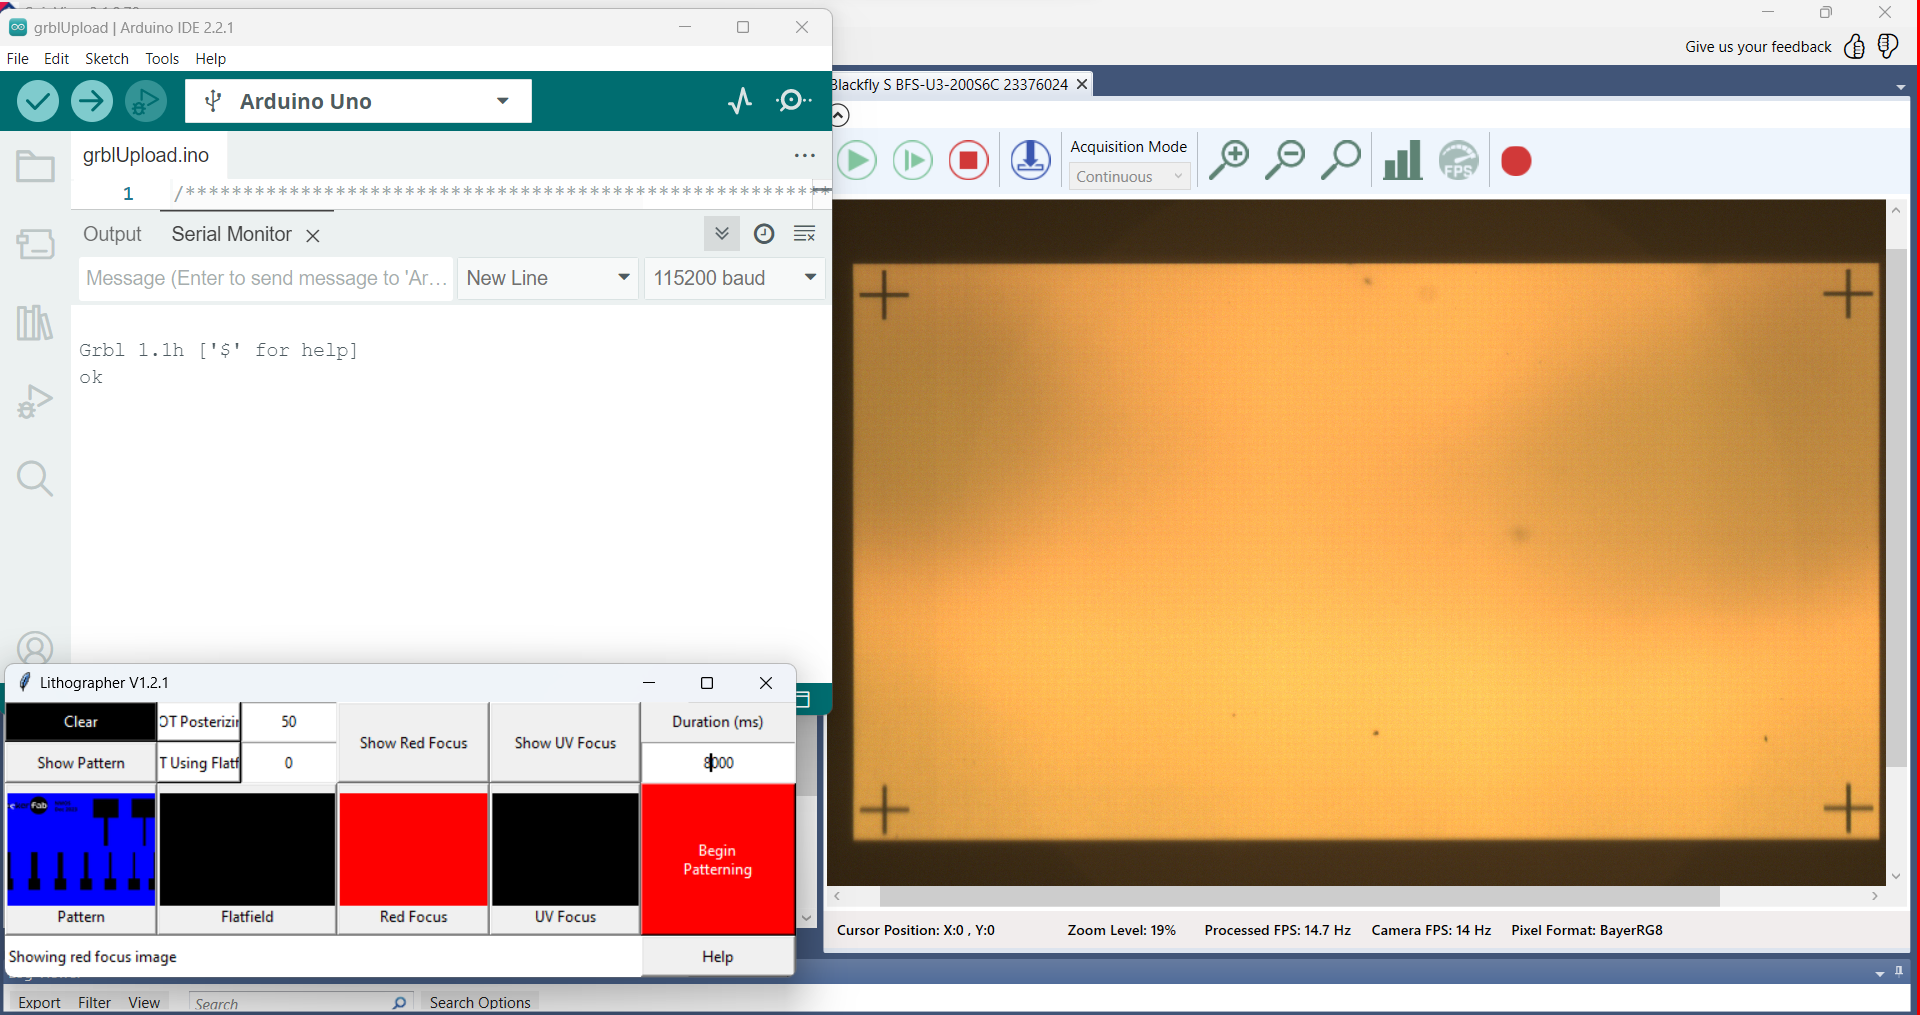 grblUpload | Arduino IDE 2.2.1
File Edit Sketch Tools Help
Arduino Uno
grblUpload.ino
1
Output
Serial Monitor
Message (Enter to send message to 'Ar...
New Line
115200 baud
Grbl 1.1h ['$' for help]
ok
Give us your feedback
Blackfly S BFS-U3-200S6C 23376024
Acquisition Mode
Continuous
FPS
Cursor Position: X:0 , Y:0
Zoom Level: 19%
Processed FPS: 14.7 Hz
Camera FPS: 14 Hz
Pixel Format: BayerRG8
Lithographer V1.2.1
Clear
OT Posterizin
50
Show Red Focus
Show UV Focus
Duration (ms)
Show Pattern
T Using Flatf
0
8000
Fab
Begin
Patterning
Pattern
Flatfield
Red Focus
UV Focus
Showing red focus image
Help
Export Filter View
Search
Search Options